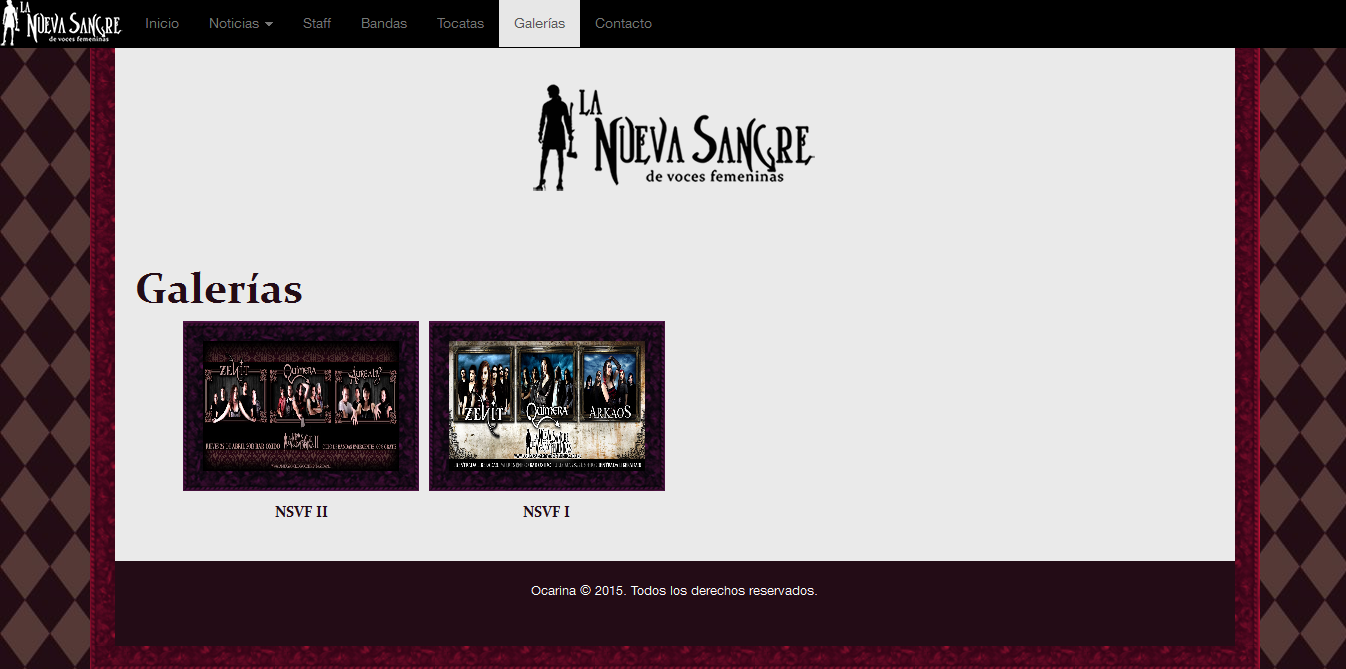 LA
NUEVA SANGRE
de voces femeninas
Inicio
Noticias
Staff
Bandas
Tocatas
Galerías
Contacto
LA
NUEVA SANGRE
de voces femeninas
Galerías
ZENIT
QUIMERA
ZENIT
QUIMERA
ARKAOS
NSVF II
NSVF I
Ocarina © 2015. Todos los derechos reservados.